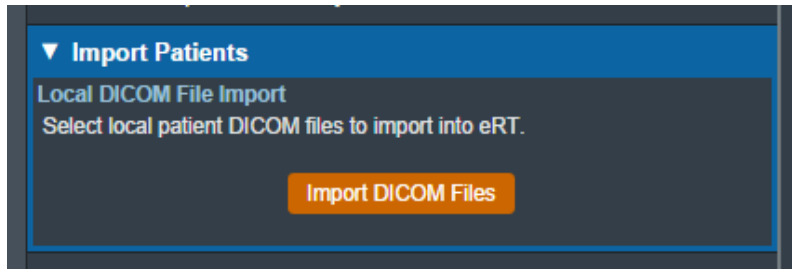 Import Patients
Local DICOM File Import
Select local patient DICOM files to import into eRT.
Import DICOM Files